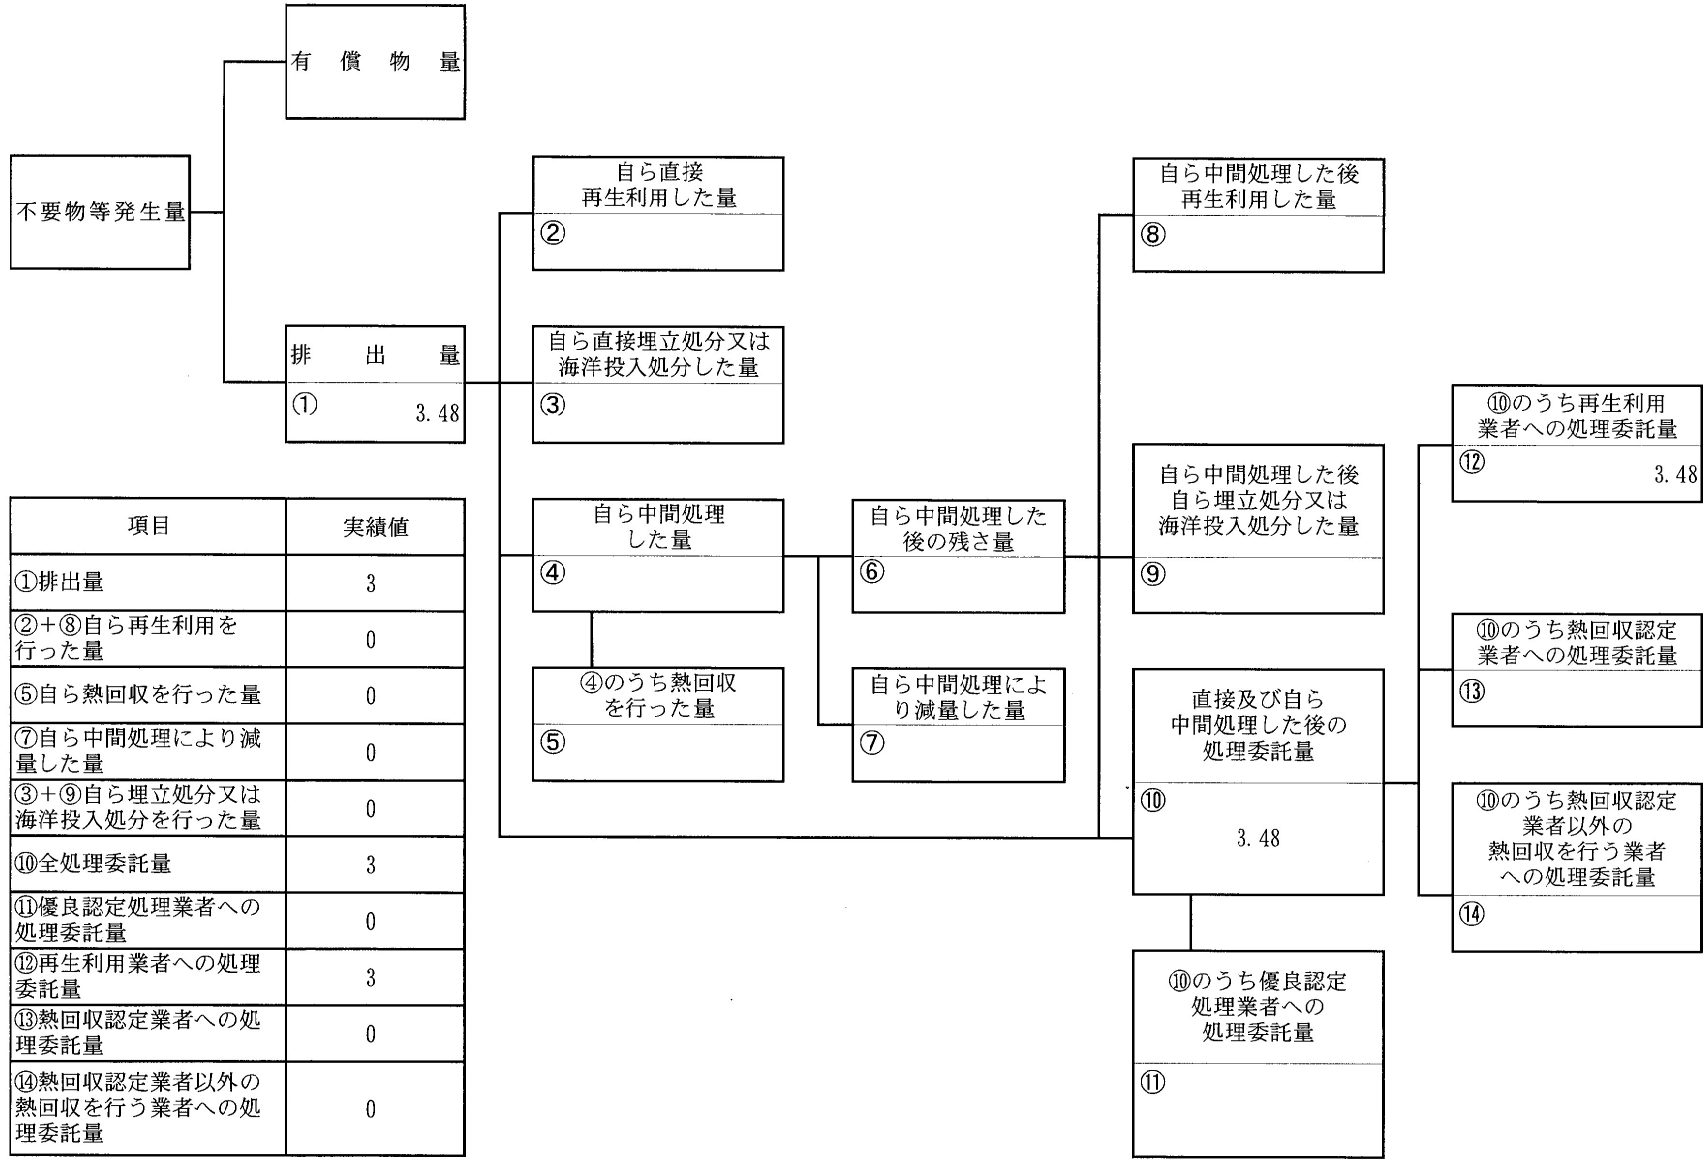 有償物量
不要物等発生量
排出量
①
3.48
自ら直接
再生利用した量
②
自ら直接埋立処分又は
海洋投入処分した量
③
自ら中間処理
した量
④
④のうち熱回収
を行った量
⑤
自ら中間処理した
後の残さ量
⑥
自ら中間処理によ
り減量した量
⑦
自ら中間処理した後
再生利用した量
⑧
自ら中間処理した後
自ら埋立処分又は
海洋投入処分した量
⑨
直接及び自ら
中間処理した後の
処理委託量
⑩
3.48
⑩のうち優良認定
処理業者への
処理委託量
⑪
⑩のうち再生利用
業者への処理委託量
⑫
3.48
⑩のうち熱回収認定
業者への処理委託量
⑬
⑩のうち熱回収認定
業者以外の
熱回収を行う業者
への処理委託量
⑭
項目 実績値
①排出量 3
②+⑧自ら再生利用を
行った量 0
⑤自ら熱回収を行った量 0
⑦自ら中間処理により減
量した量 0
③+⑨自ら埋立処分又は
海洋投入処分を行った量 0
⑩全処理委託量 3
⑪優良認定処理業者への
処理委託量 0
⑫再生利用業者への処理
委託量 3
⑬熱回収認定業者への処
理委託量 0
⑭熱回収認定業者以外の
熱回収を行う業者への処
理委託量 0